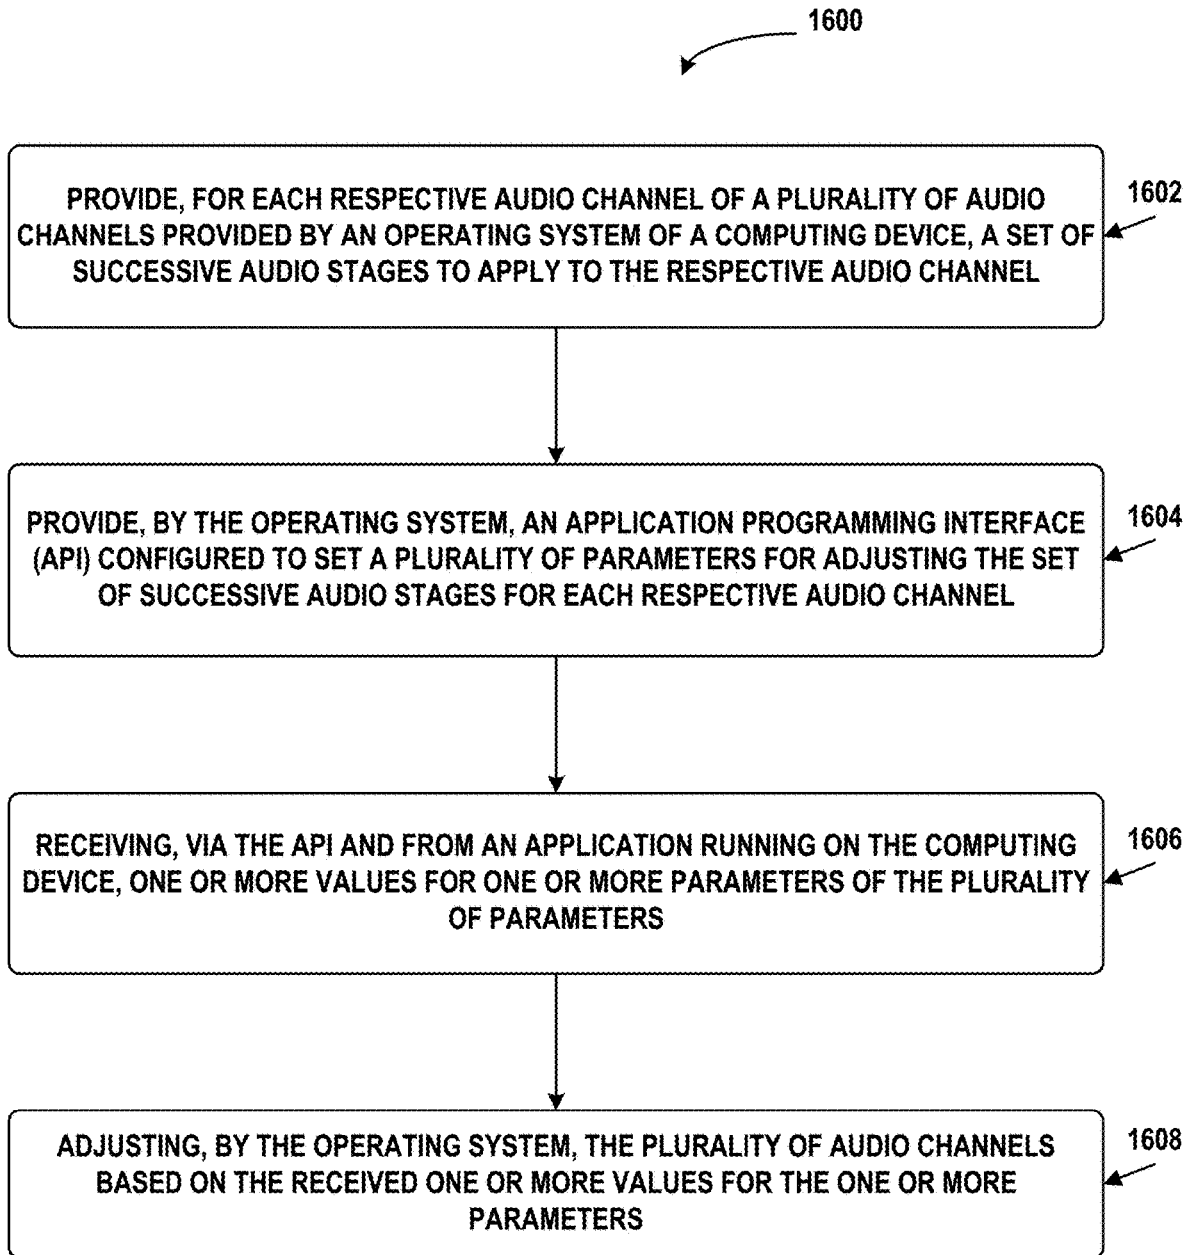 1600
PROVIDE, FOR EACH RESPECTIVE AUDIO CHANNEL OF A PLURALITY OF AUDIO
CHANNELS PROVIDED BY AN OPERATING SYSTEM OF A COMPUTING DEVICE, A SET OF
SUCCESSIVE AUDIO STAGES TO APPLY TO THE RESPECTIVE AUDIO CHANNEL
1602
PROVIDE, BY THE OPERATING SYSTEM, AN APPLICATION PROGRAMMING INTERFACE
(API) CONFIGURED TO SET A PLURALITY OF PARAMETERS FOR ADJUSTING THE SET
OF SUCCESSIVE AUDIO STAGES FOR EACH RESPECTIVE AUDIO CHANNEL
1604
RECEIVING, VIA THE API AND FROM AN APPLICATION RUNNING ON THE COMPUTING
DEVICE, ONE OR MORE VALUES FOR ONE OR MORE PARAMETERS OF THE PLURALITY
OF PARAMETERS
1606
ADJUSTING, BY THE OPERATING SYSTEM, THE PLURALITY OF AUDIO CHANNELS
BASED ON THE RECEIVED ONE OR MORE VALUES FOR THE ONE OR MORE
PARAMETERS
1608